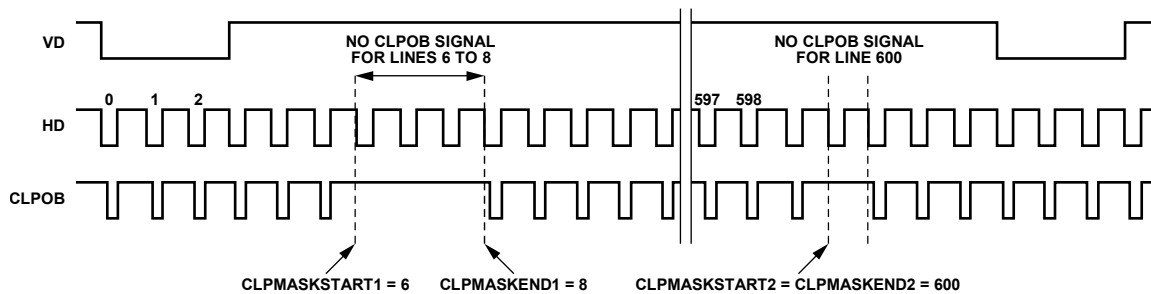 VD
NO CLPOB SIGNAL
FOR LINES 6 TO 8
NO CLPOB SIGNAL
FOR LINE 600
HD
0 1 2 597 598
CLPOB
CLPMASKSTART1 = 6 CLPMASKEND1 = 8 CLPMASKSTART2 = CLPMASKEND2 = 600